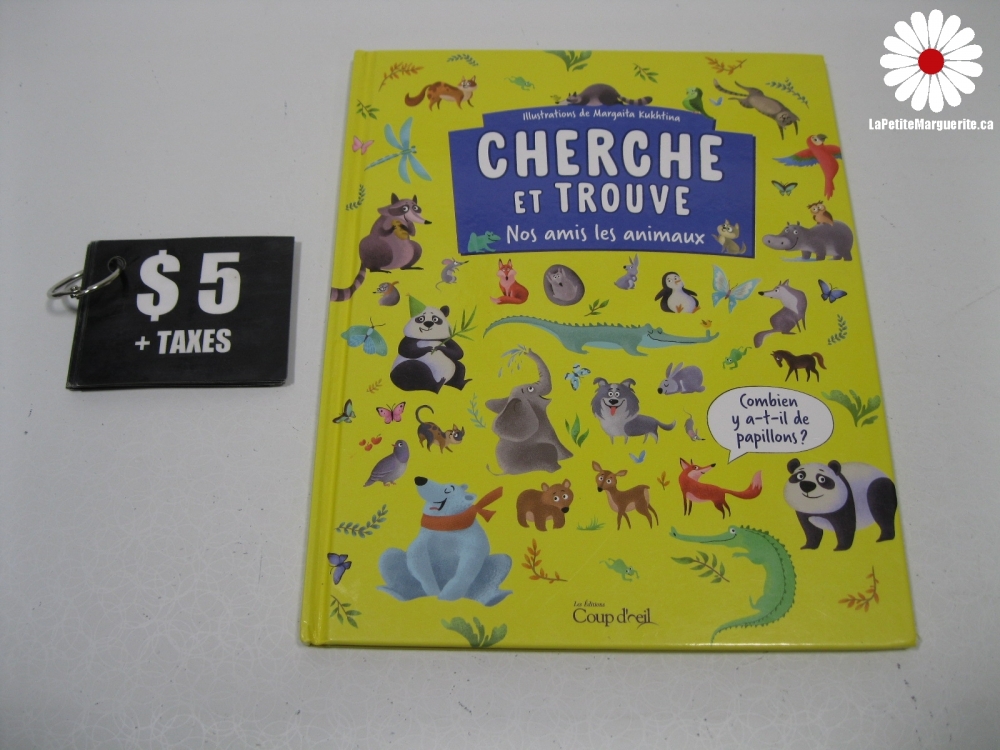 LaPetiteMarguerite.ca
Illustrations de Margaita Kukhtina
CHERCHE
ET TROUVE
Nos amis les animaux
$5
+ TAXES
Combien
y a-t-il de
papillons?
Les Éditions
Coup d'œil